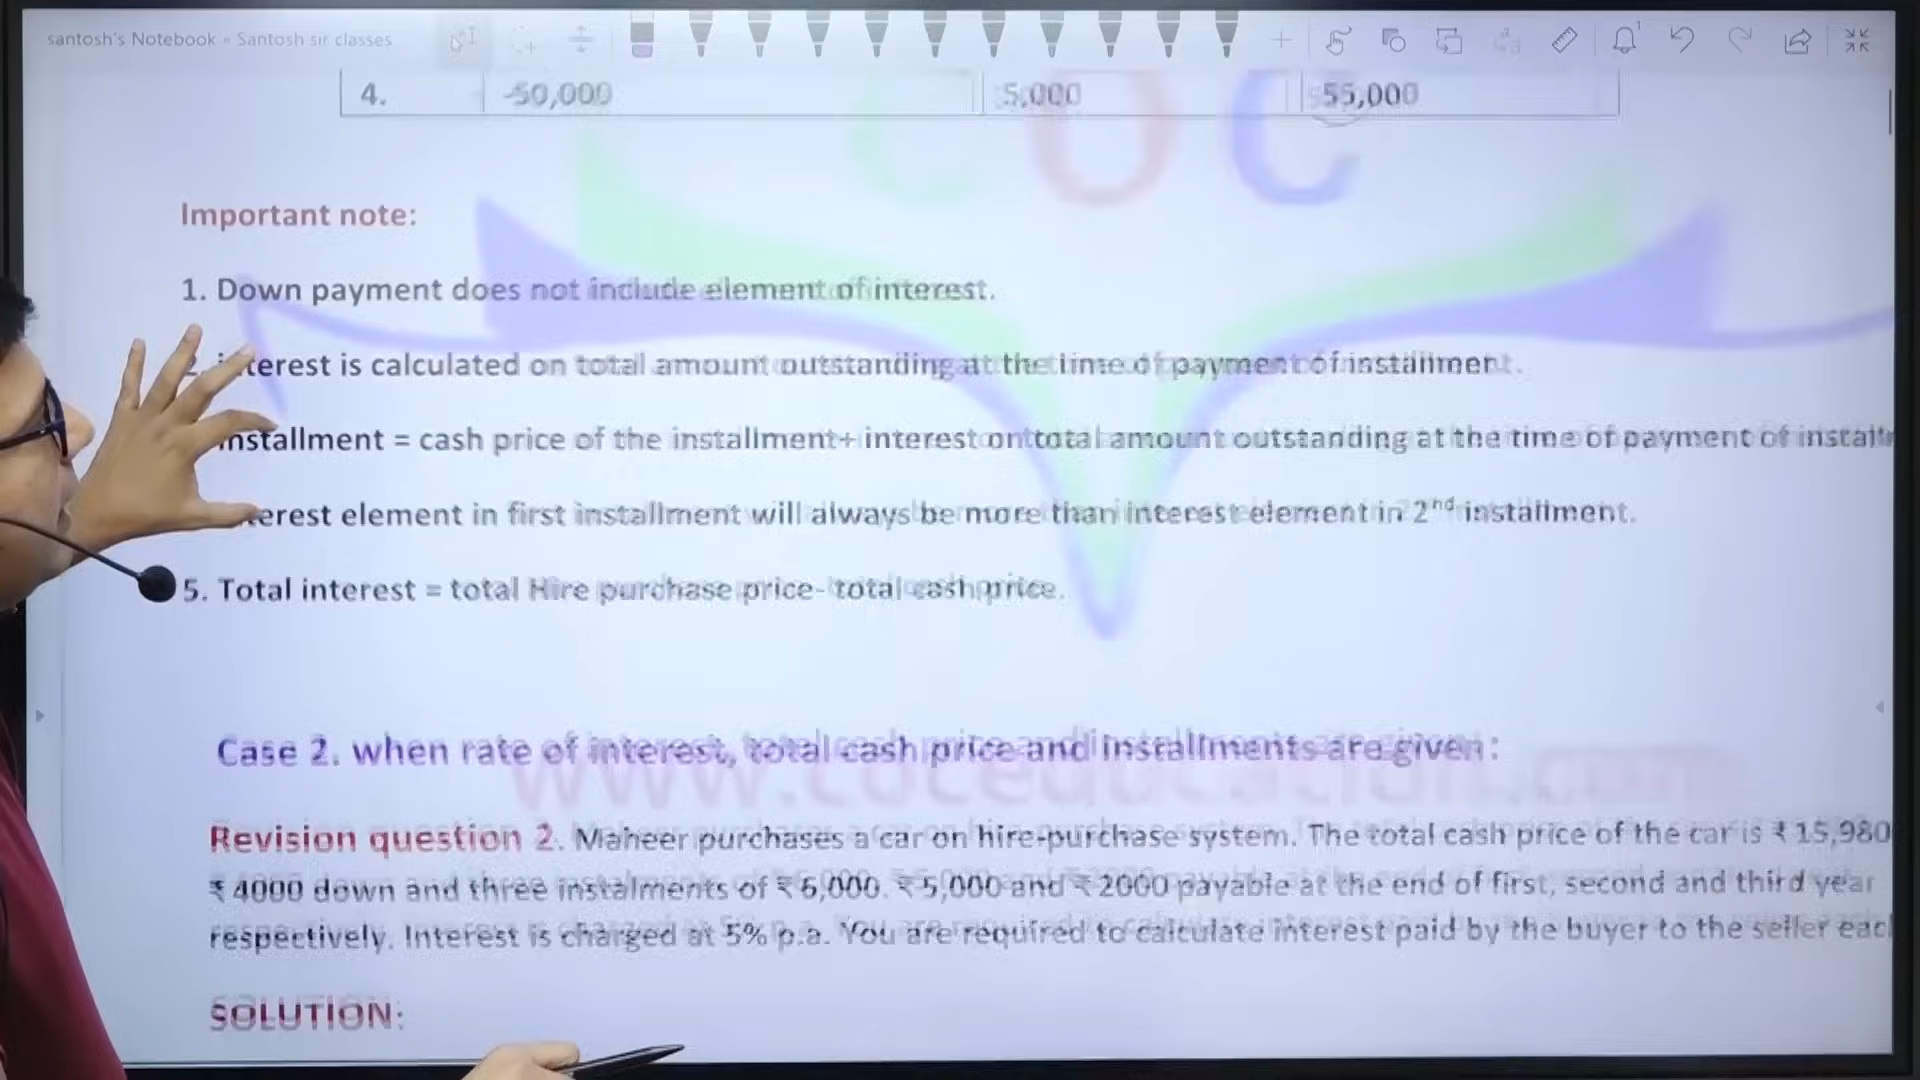 santosh's Notebook - Santosh sir classes
4. 50,000 5,000 55,000
Important note:
1. Down payment does not include element of interest.
2. interest is calculated on total amount outstanding at the time of payment of installment.
installment = cash price of the installment+ interest on total amount outstanding at the time of payment of
erest element in first installment will always be more than interest element in 2nd installment.
5. Total interest = total Hire purchase price- total cash price.
Case 2. when rate of interest, total cash price and installments are given:
www.coceducation.com
Revision question 2. Maheer purchases a car on hire-purchase system. The total cash price of the car is ₹ 15,980
₹ 4000 down and three instalments of ₹ 6,000. ₹ 5,000 and ₹ 2000 payable at the end of first, second and third year
respectively. Interest is charged at 5% p.a. You are required to calculate interest paid by the buyer to the seller
SOLUTION: